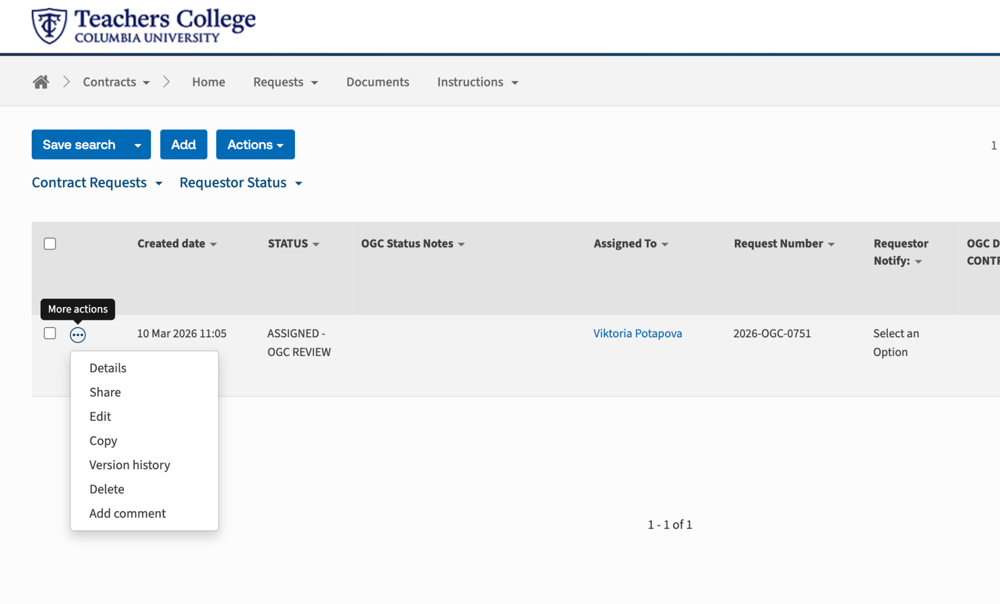 Teachers College
COLUMBIA UNIVERSITY
Contracts
Home
Requests
Documents
Instructions
Save search
Add
Actions
1
Contract Requests
Requestor Status
Created date
STATUS
OGC Status Notes
Assigned To
Request Number
Requestor
Notify:
OGC D
CONTR
More actions
10 Mar 2026 11:05
ASSIGNED -
OGC REVIEW
Viktoria Potapova
2026-OGC-0751
Select an
Option
Details
Share
Edit
Copy
Version history
Delete
Add comment
1 - 1 of 1